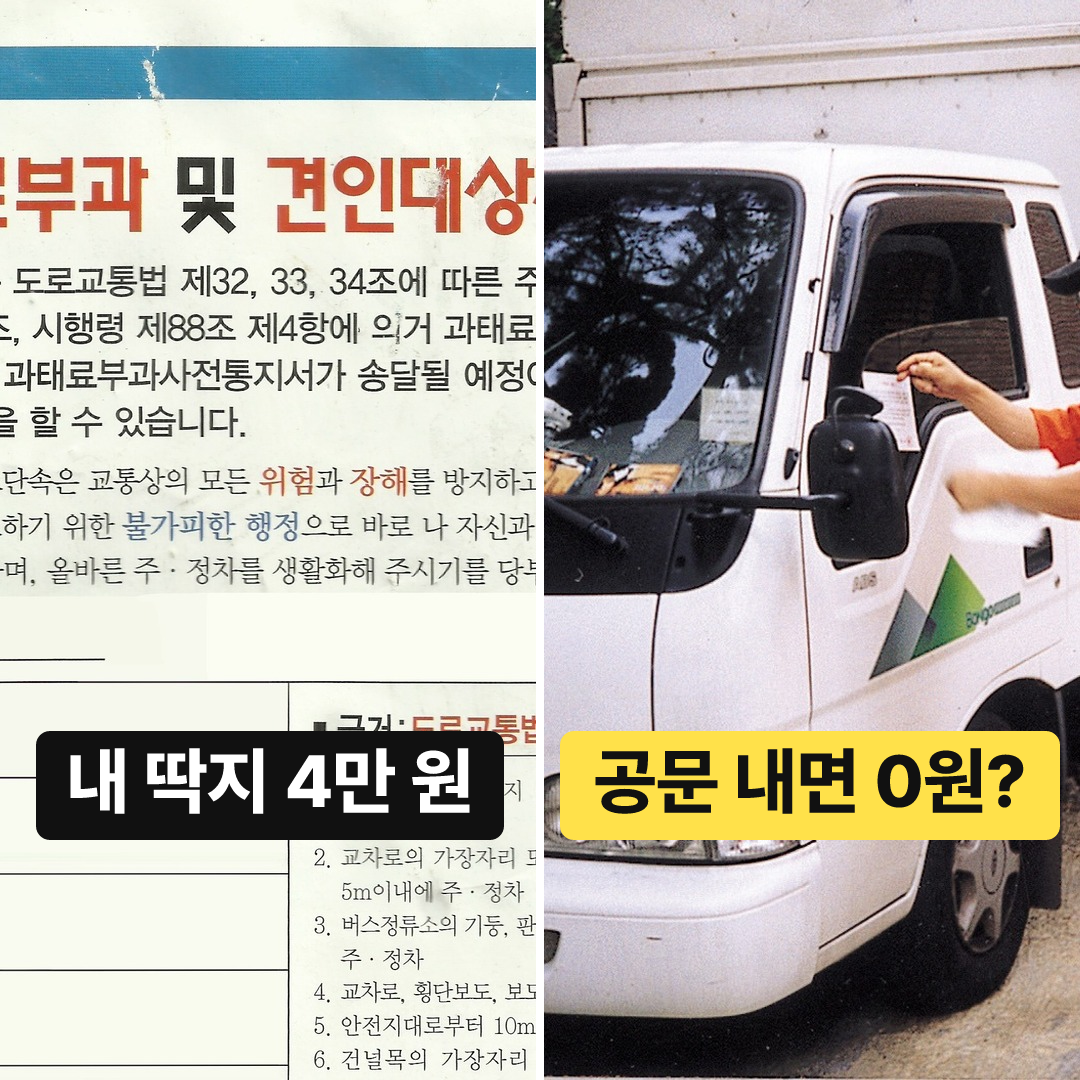 부과 및 견인대상
도로교통법 제32, 33, 34조에 따른
시행령 제88조 제4항에 의거 과태료
과태료부과사전통지서가 송달될 예정
을 할 수 있습니다.
단속은 교통상의 모든 위험과 장해를 방지하고
하기 위한 불가피한 행정으로 바로 나 자신과
며, 올바른 주 · 정차를 생활화해 주시기를 당부
■ 근거 : 도로교통법
지
내 딱지 4만 원
2. 교차로의 가장자리
5m이내에 주 · 정차
3. 버스정류소의 기둥, 판
주 · 정차
4. 교차로, 횡단보도, 보도
5. 안전지대로부터 10m
6. 건널목의 가장자리
Bongo
공문 내면 0원?